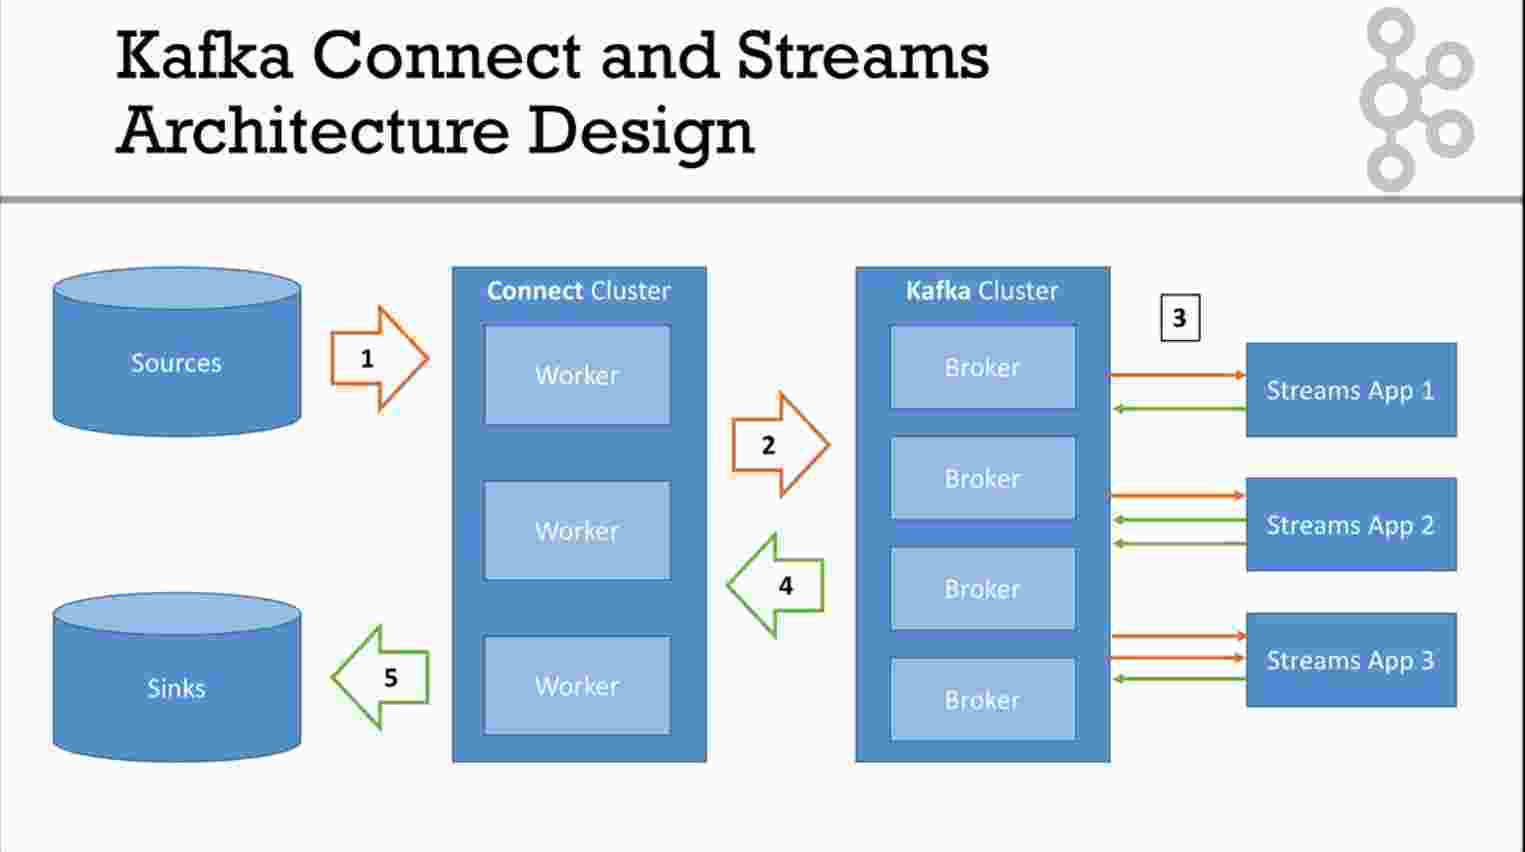 Kafka Connect and Streams
Architecture Design
Sources
1
Connect Cluster
Worker
Worker
Worker
2
4
Kafka Cluster
Broker
Broker
Broker
Broker
3
Streams App 1
Streams App 2
Streams App 3
Sinks
5